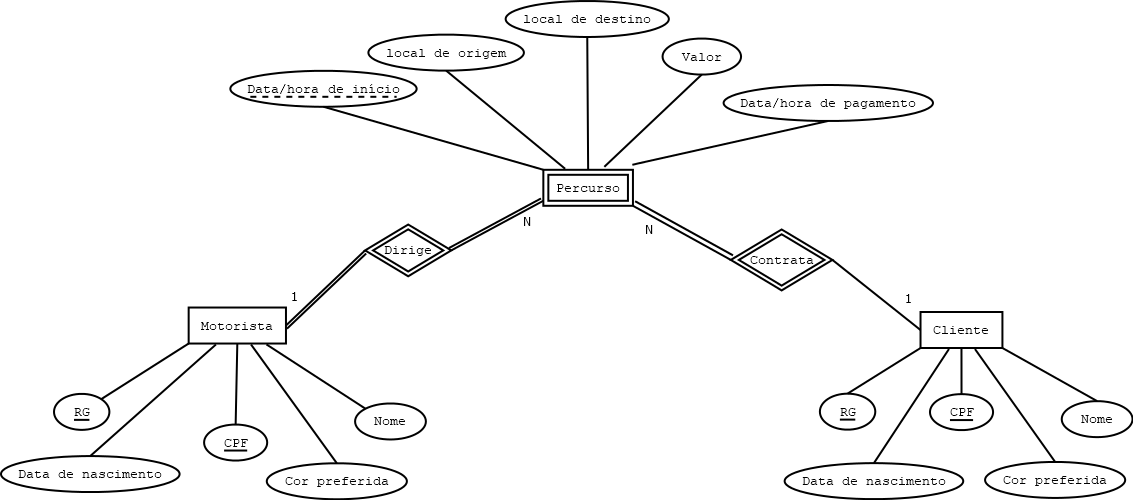 local de destino
local de origem
Valor
Data/hora de início
Data/hora de pagamento
Percurso
N
N
Dirige
Contrata
1
1
Motorista
Cliente
RG
CPF
Nome
Data de nascimento
Cor preferida
RG
CPF
Nome
Data de nascimento
Cor preferida